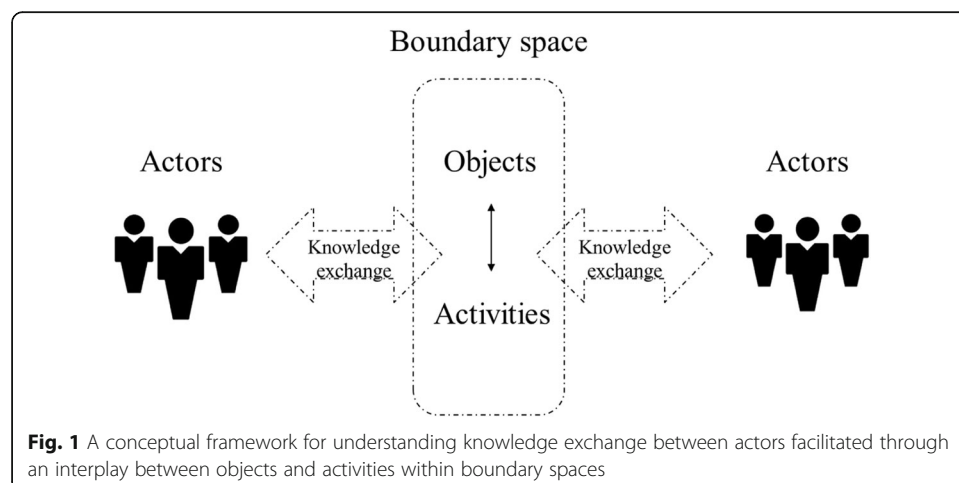 Boundary space
Actors
Objects
Actors
Knowledge
exchange
Knowledge
exchange
Activities
Fig. 1 A conceptual framework for understanding knowledge exchange between actors facilitated through
an interplay between objects and activities within boundary spaces